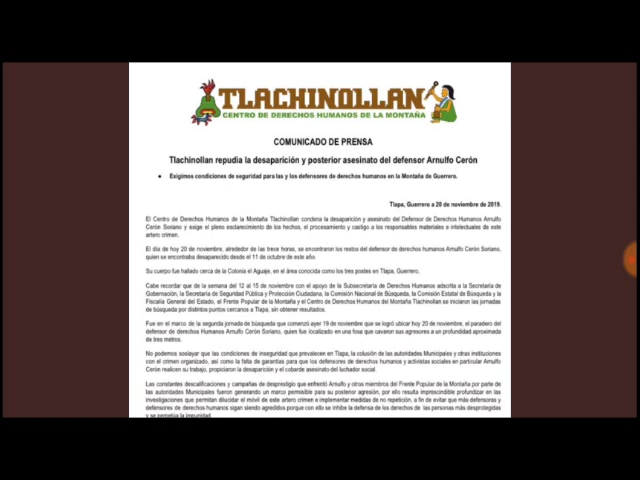 TLACHINOLLAN
CENTRO DE DERECHOS HUMANOS DE LA MONTAÑA
COMUNICADO DE PRENSA
Tlachinollan repudia la desaparición y posterior asesinato del defensor Arnulfo Cerón
• Exigimos condiciones de seguridad para las y los defensores de derechos humanos en la Montaña de Guerrero.
Tlapa, Guerrero a 20 de noviembre de 2019.
El Centro de Derechos Humanos de la Montaña Tlachinollan condena la desaparición y asesinato del Defensor de Derechos Humanos Arnulfo
Cerón Soriano y exige el pleno esclarecimiento de los hechos, el procesamiento y castigo a los responsables materiales e intelectuales de este
artero crimen.
El día de hoy 20 de noviembre, alrededor de las trece horas, se encontraron los restos del defensor de derechos humanos Arnulfo Cerón Soriano,
quien se encontraba desaparecido desde el 11 de octubre de este año.
Su cuerpo fue hallado cerca de la Colonia el Aguaje, en el área conocida como los tres postes en Tlapa, Guerrero.
Cabe recordar que de la semana del 12 al 15 de noviembre con el apoyo de la Subsecretaría de Derechos Humanos adscrita a la Secretaría de
Gobernación, la Secretaría de Seguridad Pública y Protección Ciudadana, la Comisión Nacional de Búsqueda, la Comisión Estatal de Búsqueda y la
Fiscalía General del Estado, el Frente Popular de la Montaña y el Centro de Derechos Humanos del Montaña Tlachinollan se iniciaron las jornadas
de búsqueda por distintos puntos cercanos a Tlapa, sin obtener resultados.
Fue en el marco de la segunda jornada de búsqueda que comenzó ayer 19 de noviembre que se logró ubicar hoy 20 de noviembre, el paradero del
defensor de derechos Humanos Arnulfo Cerón Soriano, quien fue localizado en una fosa que cavaron sus agresores a un profundidad aproximada
de tres metros.
No podemos soslayar que las condiciones de inseguridad que prevalecen en Tlapa, la colusión de las autoridades Municipales y otras instituciones
con el crimen organizado, así como la falta de garantías para que los defensores de derechos humanos y activistas sociales en particular Arnulfo
Cerón realicen su trabajo, propiciaron la desaparición y el cobarde asesinato del luchador social.
Las constantes descalificaciones y campañas de desprestigio que enfrentó Arnulfo y otros miembros del Frente Popular de la Montaña por parte de
las autoridades Municipales fueron generando un marco permisible para su posterior agresión, por ello resulta imprescindible profundizar en las
investigaciones que permitan dilucidar el móvil de este artero crimen e implementar medidas de no repetición, a fin de evitar que más defensoras y
defensores de derechos humanos sigan siendo agredidos porque con ello se inhibe la defensa de los derechos de las personas más desprotegidas
y se perpetúa la impunidad.